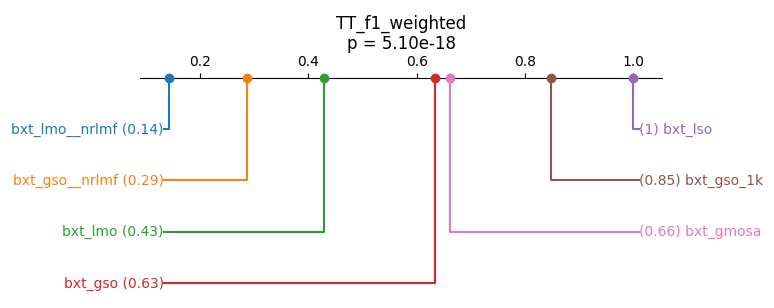 TT_f1_weighted
p = 5.10e-18
0.2 0.4 0.6 0.8 1.0
bxt_lmo__nrlmf (0.14) (1) bxt_lso
bxt_gso__nrlmf (0.29) (0.85) bxt_gso_1k
bxt_lmo (0.43) (0.66) bxt_gmosa
bxt_gso (0.63)